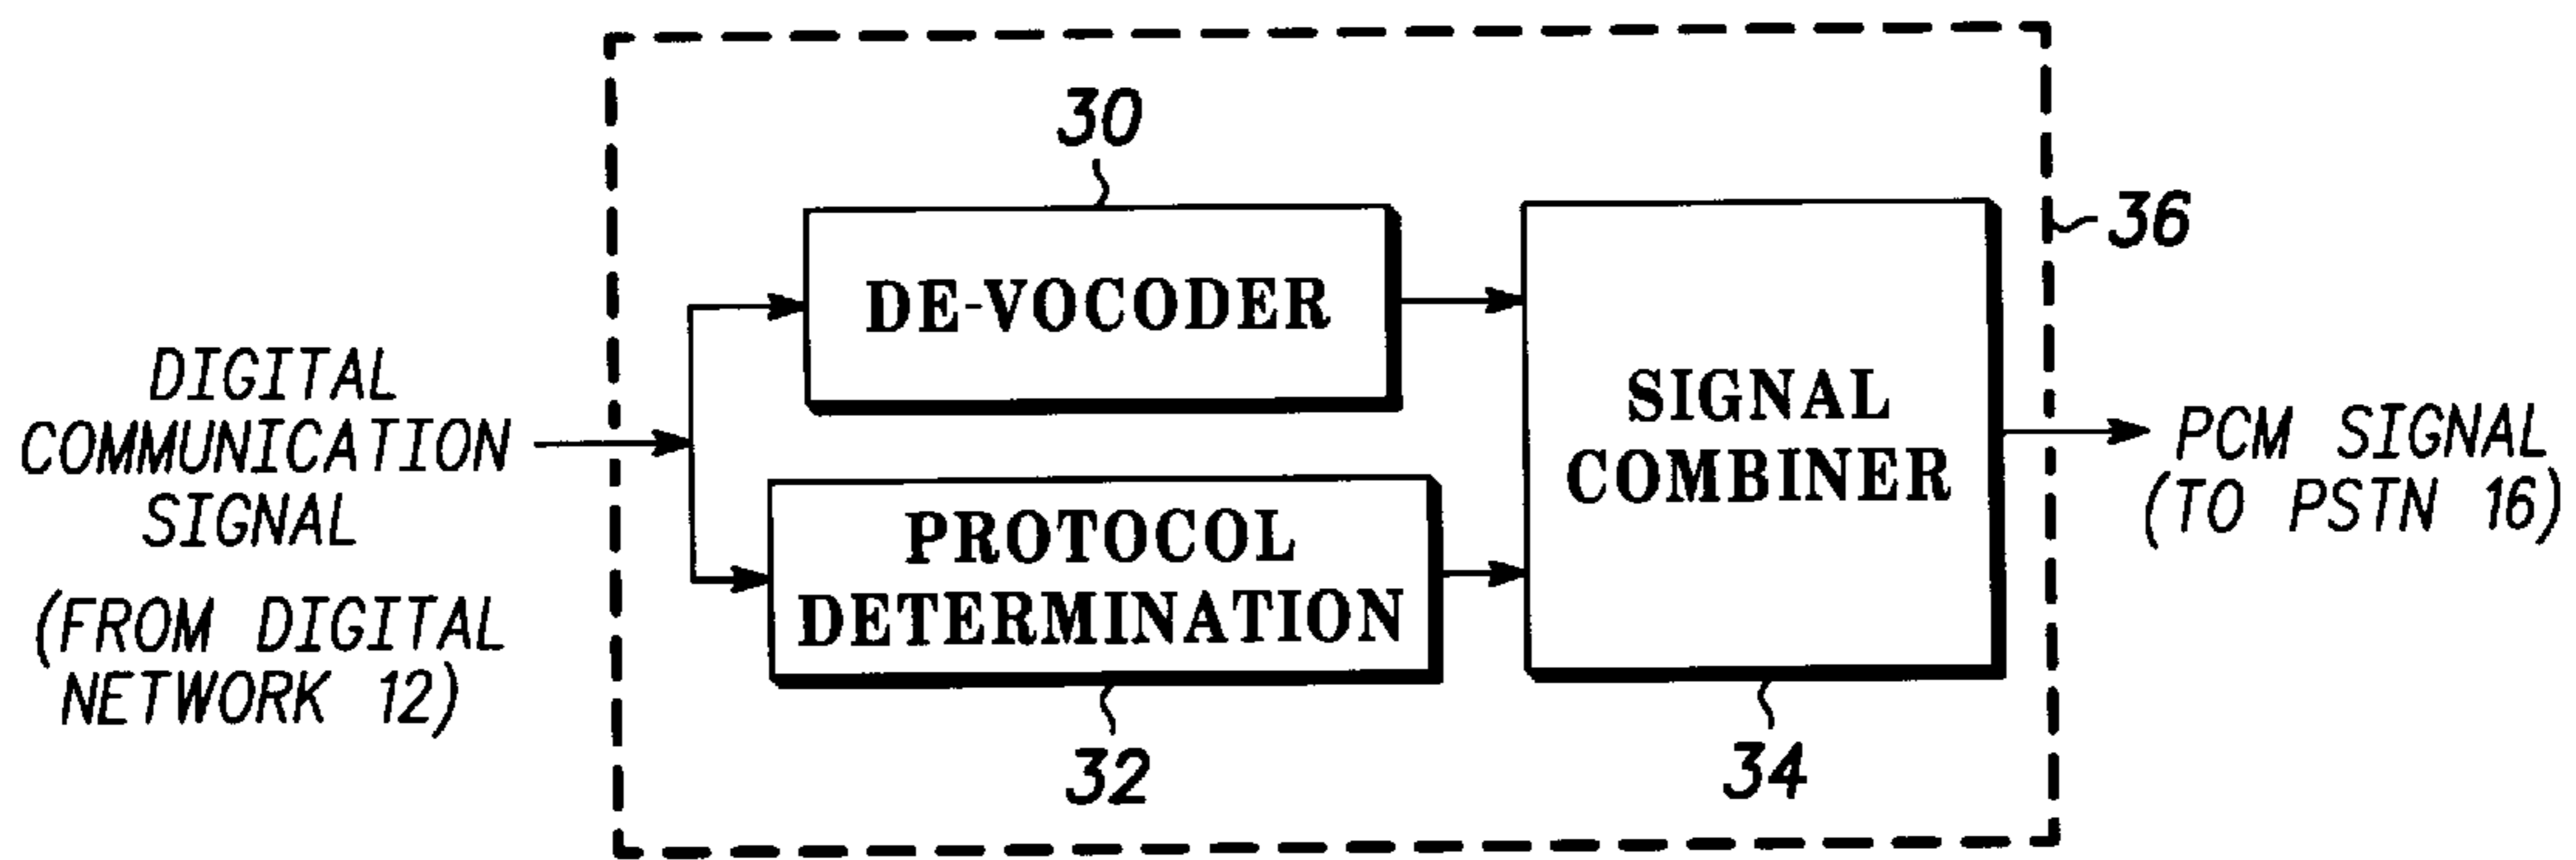 30
36
DE-VOCODER
DIGITAL
COMMUNICATION
SIGNAL
(FROM DIGITAL
NETWORK 12)
SIGNAL
COMBINER
PROTOCOL
DETERMINATION
PCM SIGNAL
(TO PSTN 16)
32
34